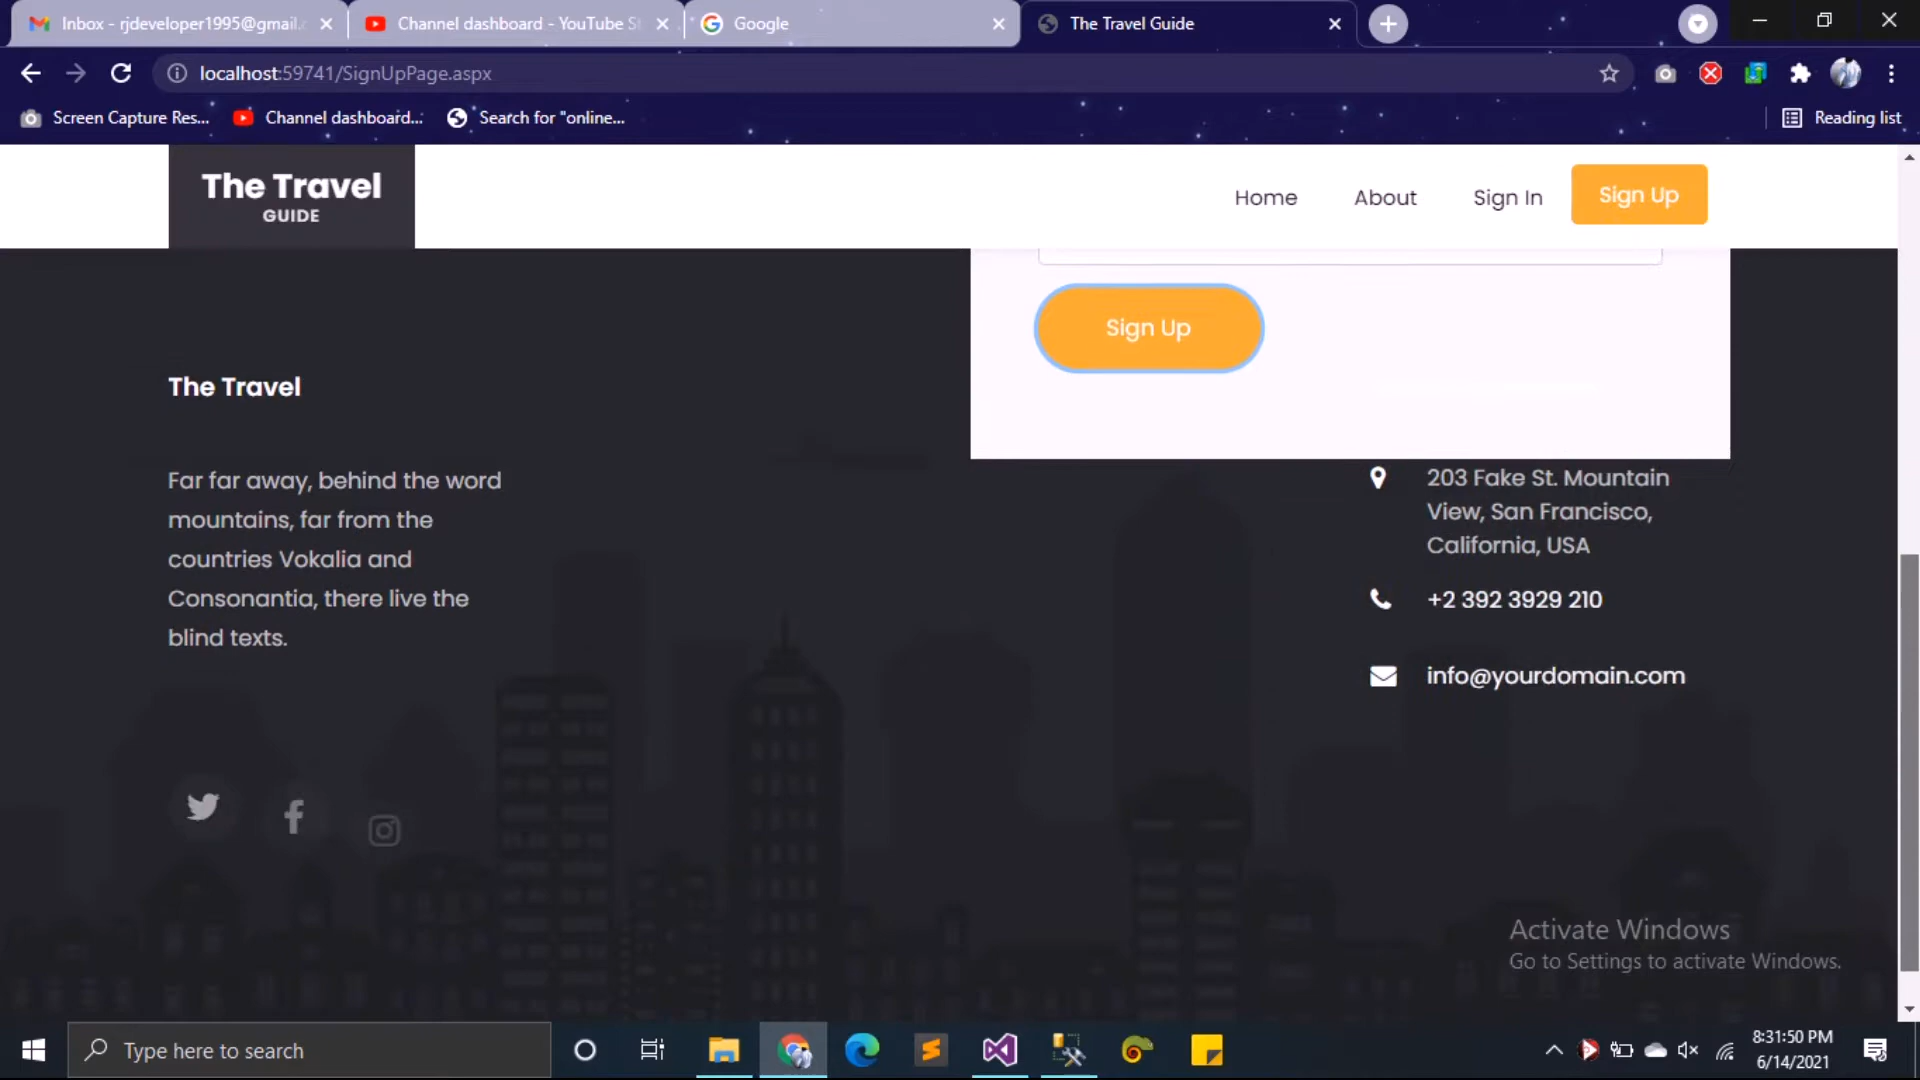 Inbox - rjdeveloper1995@gmail.
Channel dashboard - YouTube S
Google
The Travel Guide
localhost:59741/SignUpPage.aspx
Screen Capture Res...
Channel dashboard...
Search for "online...
Reading list
The Travel
GUIDE
Home
About
Sign In
Sign Up
Sign Up
The Travel
Far far away, behind the word
mountains, far from the
countries Vokalia and
Consonantia, there live the
blind texts.
203 Fake St. Mountain
View, San Francisco,
California, USA
+2 392 3929 210
info@yourdomain.com
Activate Windows
Go to Settings to activate Windows.
Type here to search
8:31:50 PM
6/14/2021